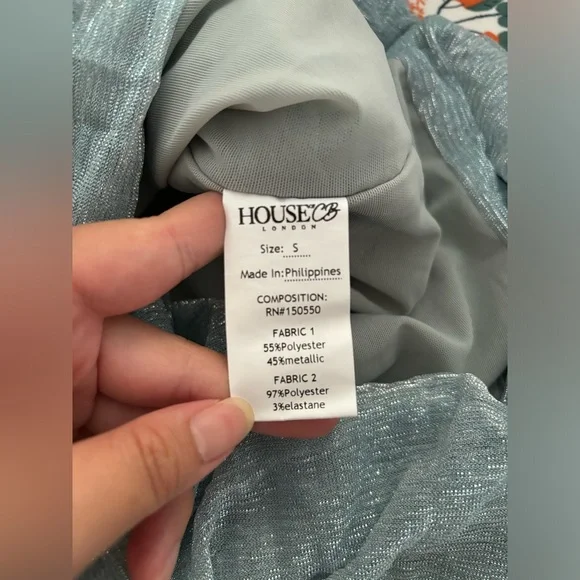 HOUSE OF CB
LONDON
Size: S
Made In:Philippines
COMPOSITION:
RN#150550
FABRIC 1
55%Polyester
45%metallic
FABRIC 2
97%Polyester
3%elastane